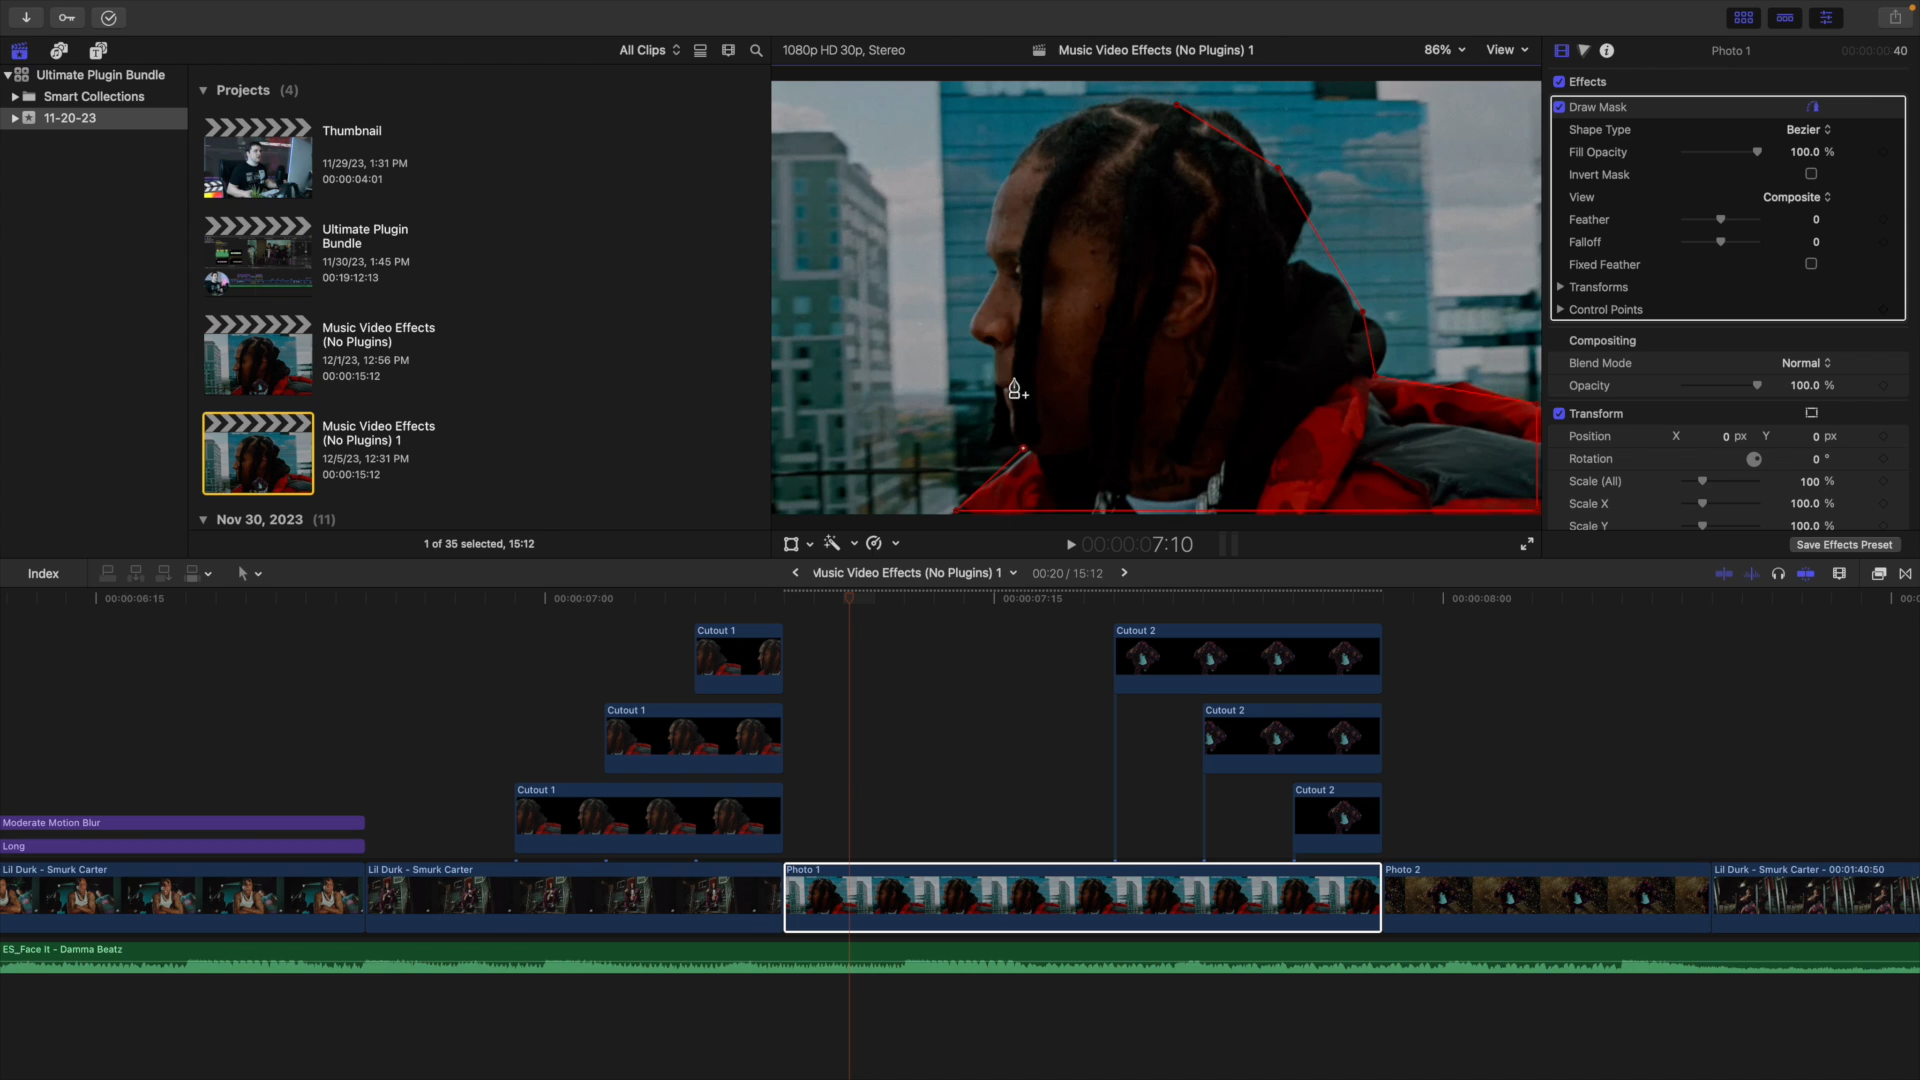 All Clips
1080p HD 30p, Stereo
Music Video Effects (No Plugins) 1
86%
View
Photo 1
00:00:00:40
Ultimate Plugin Bundle
Smart Collections
11-20-23
Projects (4)
Thumbnail
11/29/23, 1:31 PM
00:00:04:01
Ultimate Plugin
Bundle
11/30/23, 1:45 PM
00:19:12:13
Music Video Effects
(No Plugins)
12/1/23, 12:56 PM
00:00:15:12
Music Video Effects
(No Plugins) 1
12/5/23, 12:31 PM
00:00:15:12
Nov 30, 2023 (11)
1 of 35 selected, 15:12
Effects
Draw Mask
Shape Type Bezier
Fill Opacity 100.0 %
Invert Mask
View Composite
Feather 0
Falloff 0
Fixed Feather
Transforms
Control Points
Compositing
Blend Mode Normal
Opacity 100.0 %
Transform
Position X 0 px Y 0 px
Rotation 0 °
Scale (All) 100 %
Scale X 100.0 %
Scale Y 100.0 %
Save Effects Preset
00:00:07:10
Index
Music Video Effects (No Plugins) 1
00:20 / 15:12
00:00:06:15
00:00:07:00
00:00:07:15
00:00:08:00
Cutout 1
Cutout 2
Cutout 1
Cutout 2
Cutout 1
Cutout 2
Moderate Motion Blur
Long
Lil Durk - Smurk Carter
Lil Durk - Smurk Carter
Photo 1
Photo 2
Lil Durk - Smurk Carter - 00:01:40:50
ES_Face It - Damma Beatz